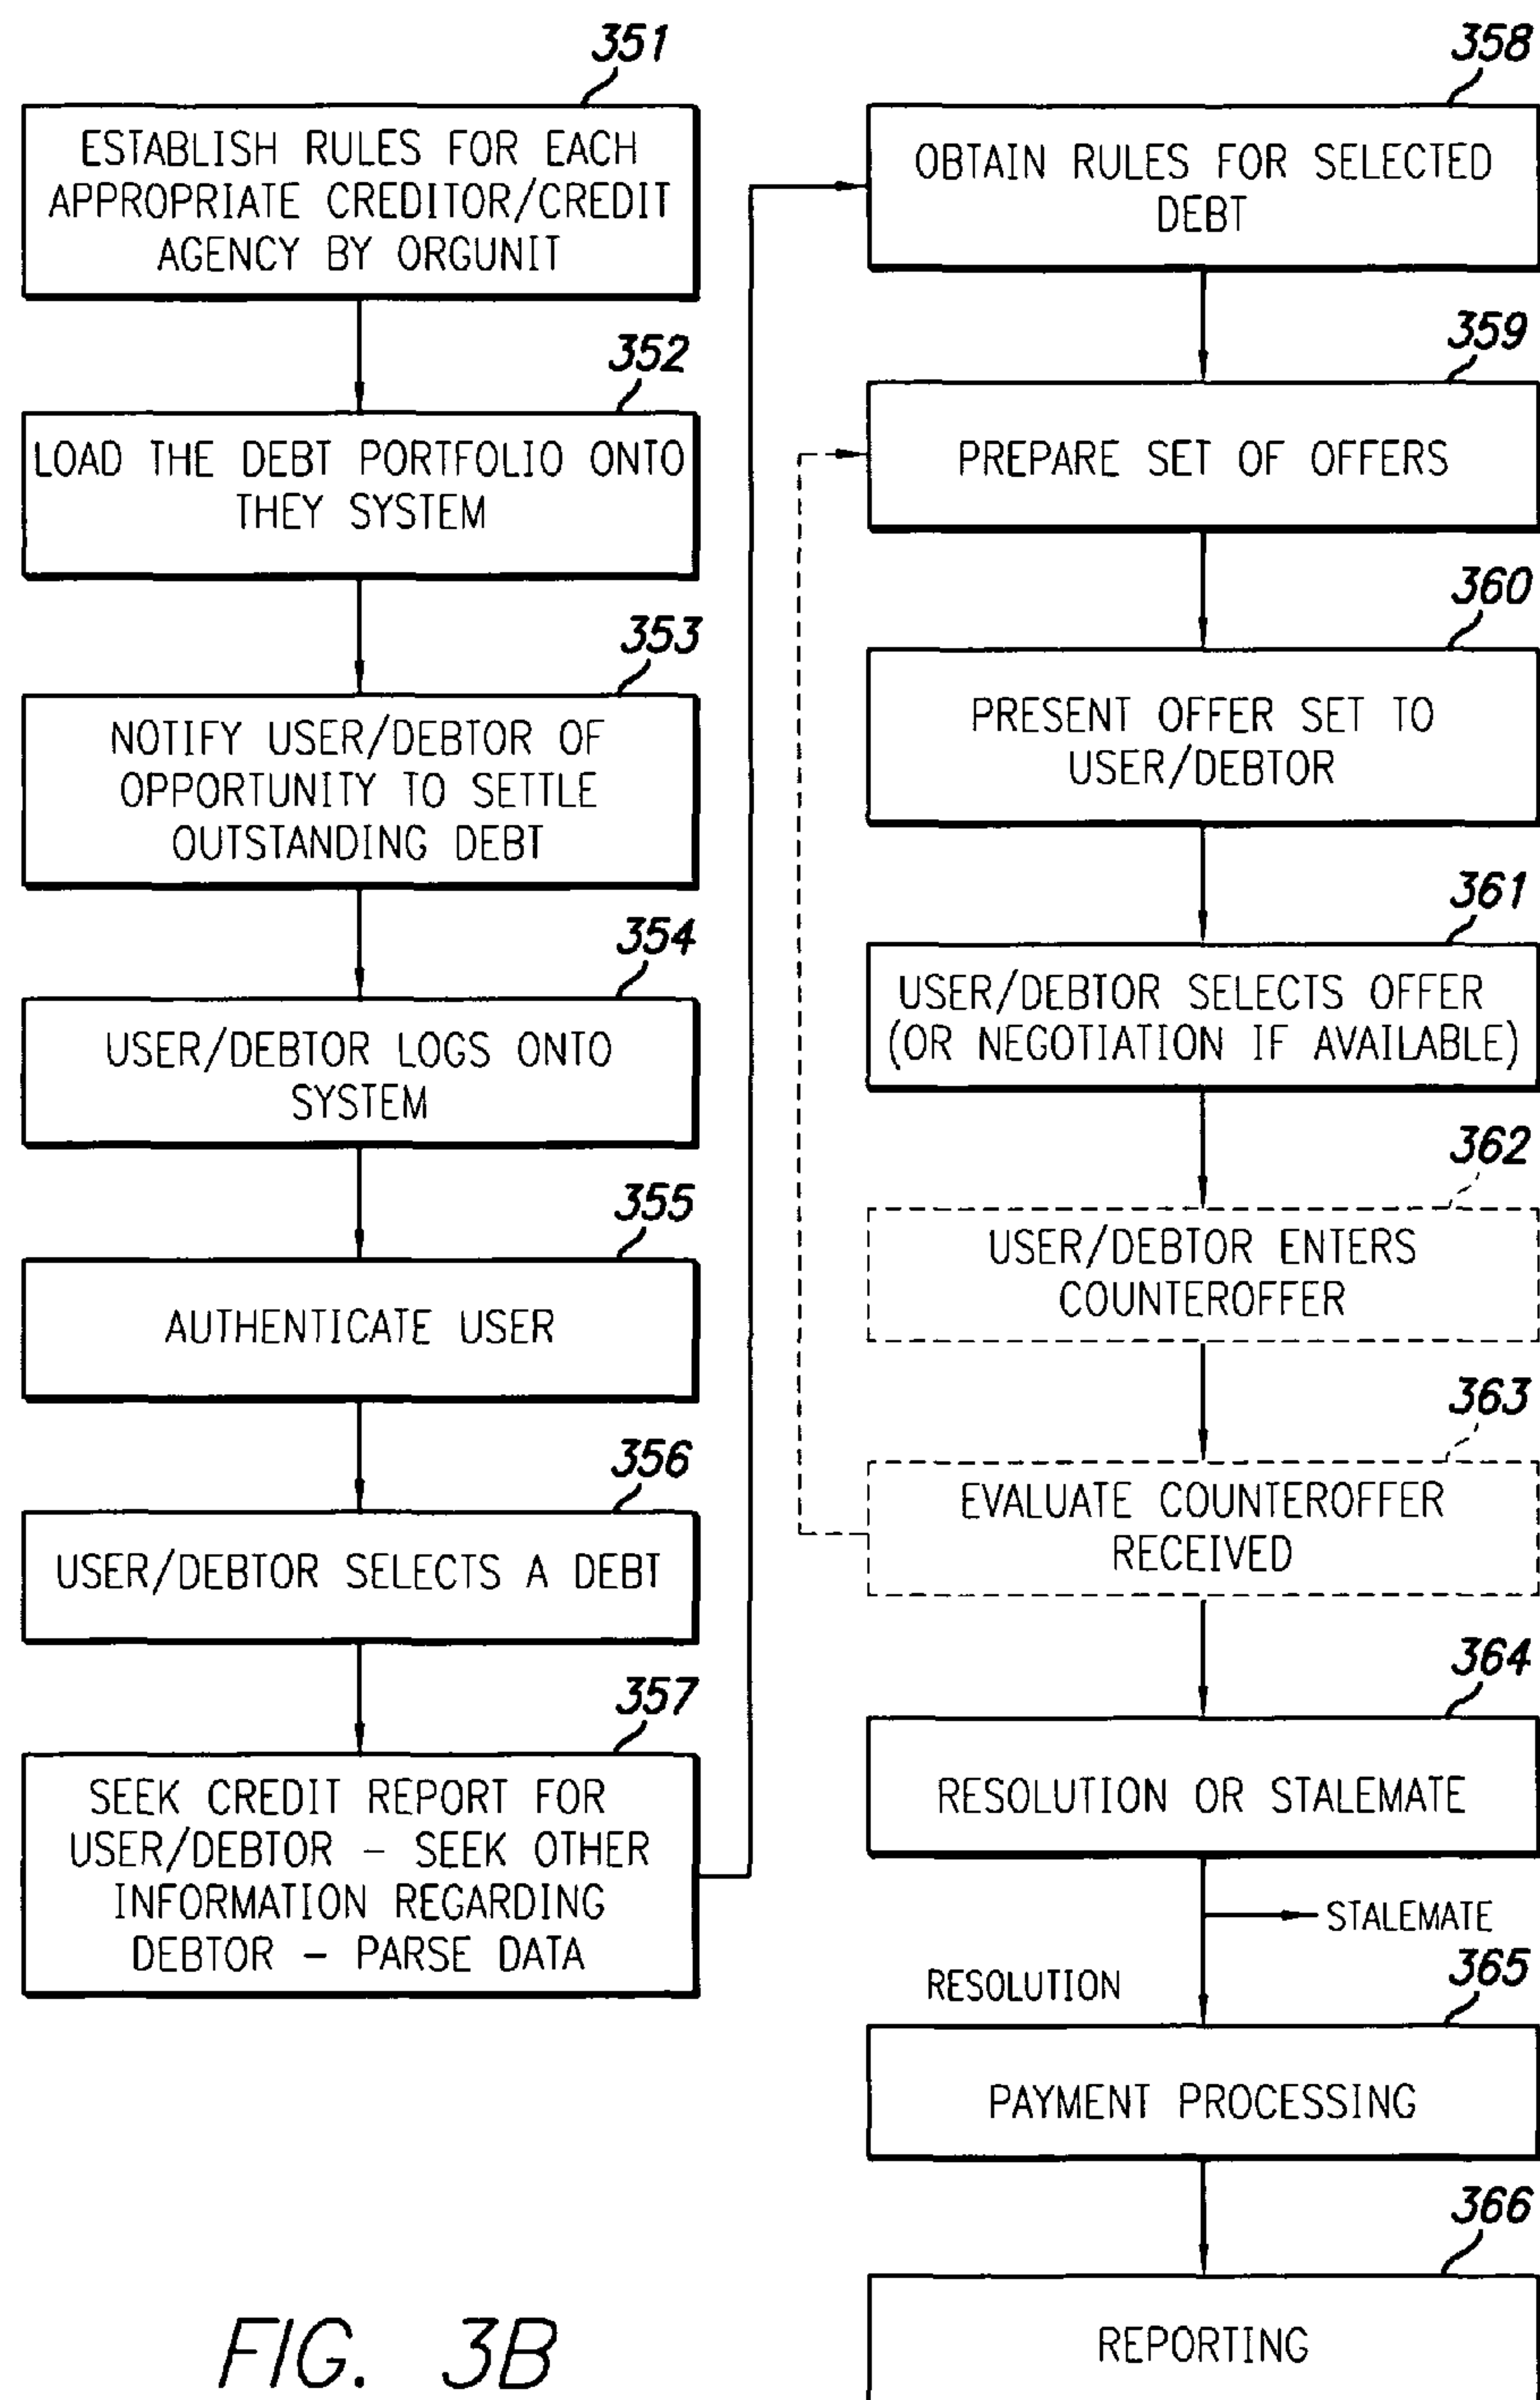 351
ESTABLISH RULES FOR EACH
APPROPRIATE CREDITOR/CREDIT
AGENCY BY ORGUNIT
352
LOAD THE DEBT PORTFOLIO ONTO
THEY SYSTEM
353
NOTIFY USER/DEBTOR OF
OPPORTUNITY TO SETTLE
OUTSTANDING DEBT
354
USER/DEBTOR LOGS ONTO
SYSTEM
355
AUTHENTICATE USER
356
USER/DEBTOR SELECTS A DEBT
357
SEEK CREDIT REPORT FOR
USER/DEBTOR – SEEK OTHER
INFORMATION REGARDING
DEBTOR – PARSE DATA
358
OBTAIN RULES FOR SELECTED
DEBT
359
PREPARE SET OF OFFERS
360
PRESENT OFFER SET TO
USER/DEBTOR
361
USER/DEBTOR SELECTS OFFER
(OR NEGOTIATION IF AVAILABLE)
362
USER/DEBTOR ENTERS
COUNTEROFFER
363
EVALUATE COUNTEROFFER
RECEIVED
364
RESOLUTION OR STALEMATE
STALEMATE
RESOLUTION
365
PAYMENT PROCESSING
366
REPORTING
FIG. 3B